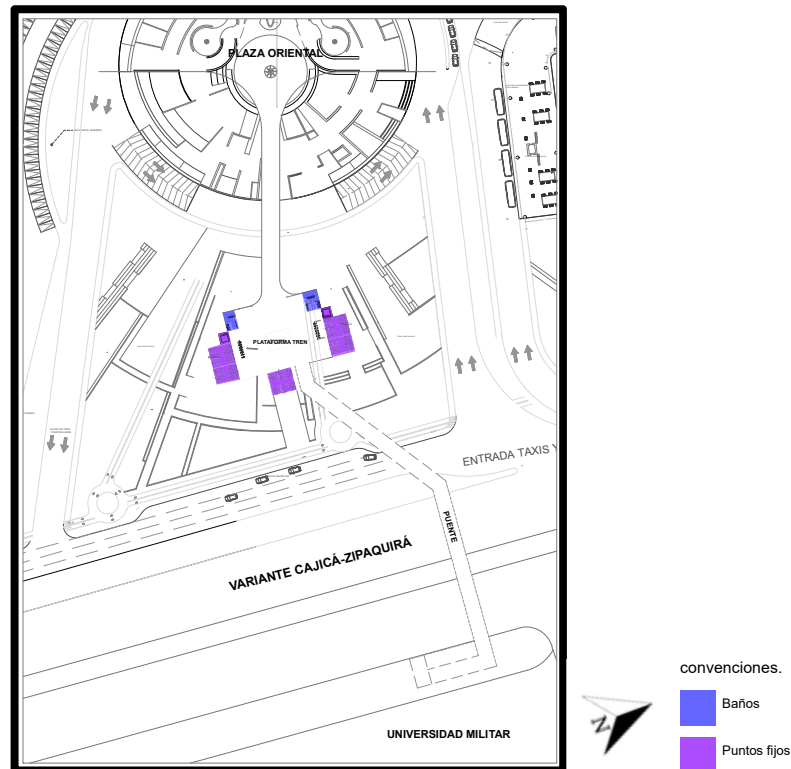 PLAZA ORIENTAL
PLATAFORMA TREN
ENTRADA TAXIS Y
PUENTE
VARIANTE CAJICÁ-ZIPAQUIRÁ
UNIVERSIDAD MILITAR
N
convenciones.
Baños
Puntos fijos